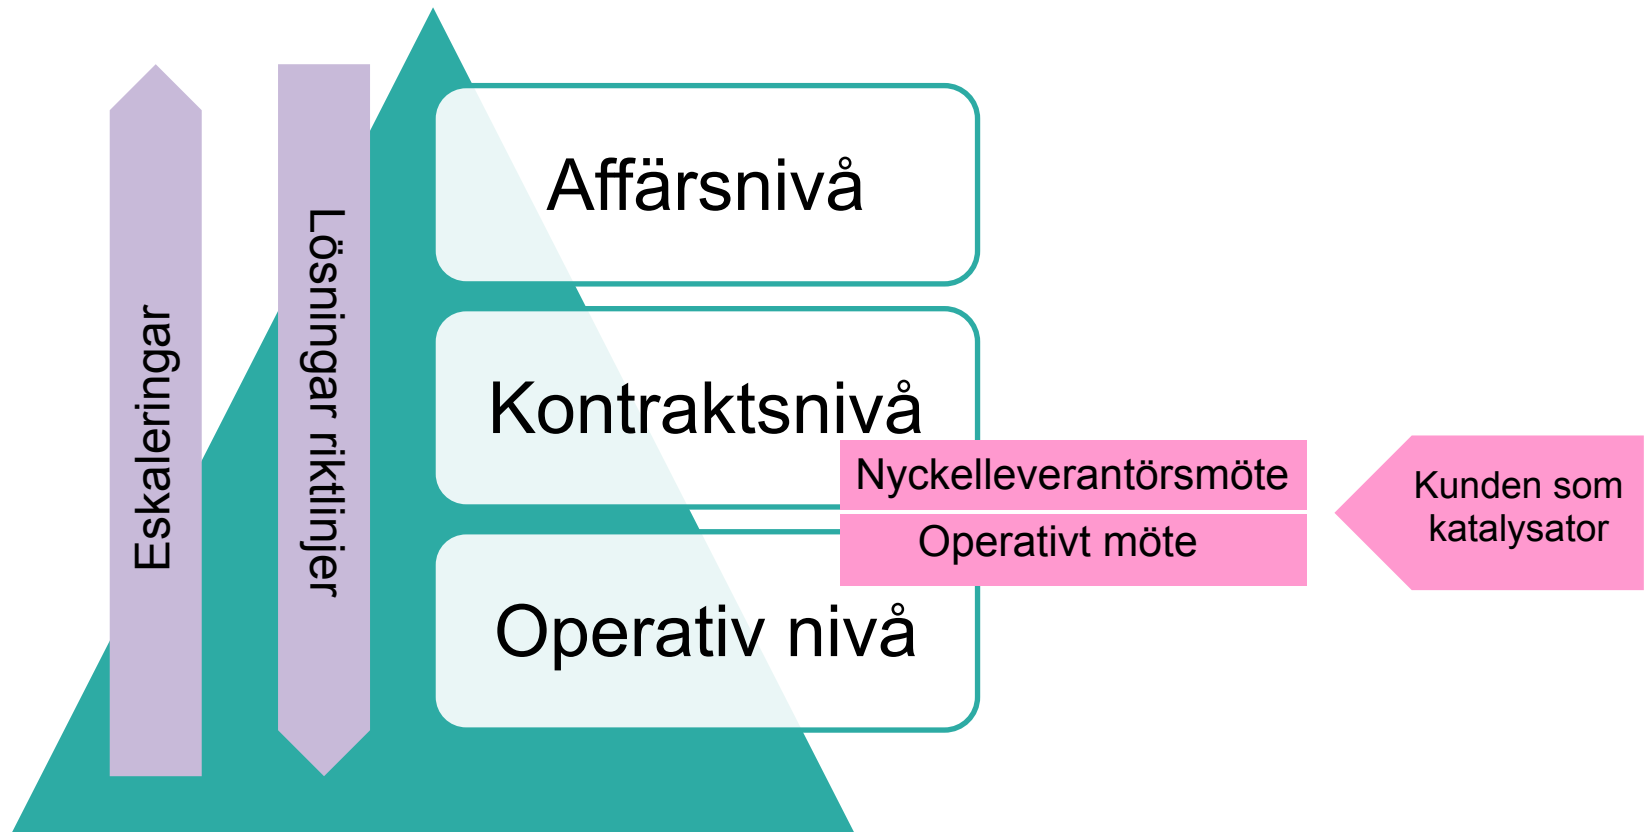 Eskaleringar
Lösningar riktlinjer
Affärsnivå
Kontraktsnivå
Nyckelleverantörsmöte
Operativt möte
Operativ nivå
Kunden som
katalysator